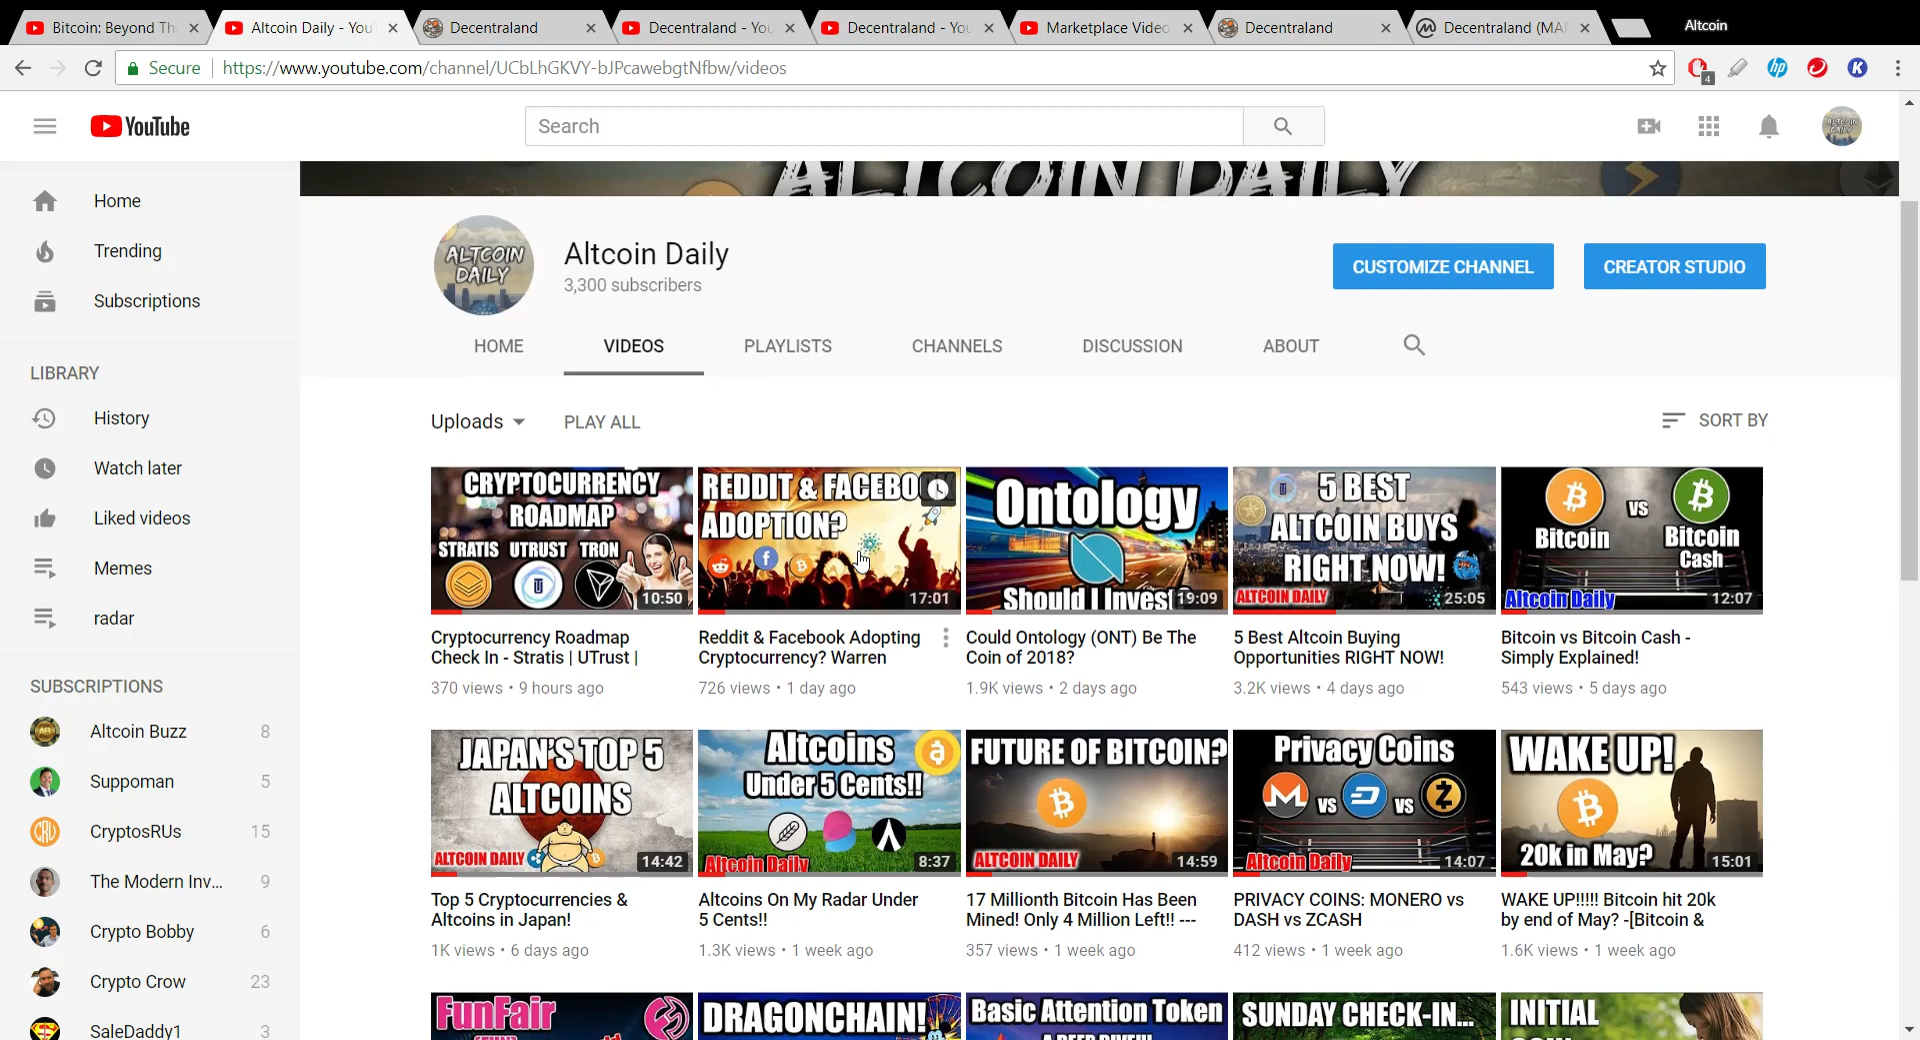 Bitcoin: Beyond Th
Altcoin Daily - You
Decentraland
Decentraland - You
Decentraland - You
Marketplace Video
Decentraland
Decentraland (MA
Altcoin
Secure
https://www.youtube.com/channel/UCbLhGKVY-bJPcawebgtNfbw/videos
4
hp
K
YouTube
Search
ALTCOIN DAILY
Home
Trending
Subscriptions
LIBRARY
History
Watch later
Liked videos
Memes
radar
SUBSCRIPTIONS
Altcoin Buzz 8
Suppoman 5
CryptosRUs 15
The Modern Inv... 9
Crypto Bobby 6
Crypto Crow 23
SaleDaddy1 3
ALTCOIN DAILY
ALTCOIN
DAILY
Altcoin Daily
3,300 subscribers
CUSTOMIZE CHANNEL
CREATOR STUDIO
HOME
VIDEOS
PLAYLISTS
CHANNELS
DISCUSSION
ABOUT
Uploads
PLAY ALL
SORT BY
CRYPTOCURRENCY
ROADMAP
STRATIS UTRUST TRON
10:50
Cryptocurrency Roadmap
Check In - Stratis | UTrust |
370 views • 9 hours ago
REDDIT & FACEBO
ADOPTION?
17:01
Reddit & Facebook Adopting
Cryptocurrency? Warren
726 views • 1 day ago
Ontology
Should I Invest
19:09
Could Ontology (ONT) Be The
Coin of 2018?
1.9K views • 2 days ago
5 BEST
ALTCOIN BUYS
RIGHT NOW!
ALTCOIN DAILY
25:05
5 Best Altcoin Buying
Opportunities RIGHT NOW!
3.2K views • 4 days ago
VS
Bitcoin
Bitcoin
Cash
Altcoin Daily
12:07
Bitcoin vs Bitcoin Cash -
Simply Explained!
543 views • 5 days ago
JAPAN'S TOP 5
ALTCOINS
ALTCOIN DAILY
14:42
Top 5 Cryptocurrencies &
Altcoins in Japan!
1K views • 6 days ago
Altcoins
Under 5 Cents!!
Altcoin Daily
8:37
Altcoins On My Radar Under
5 Cents!!
1.3K views • 1 week ago
FUTURE OF BITCOIN?
ALTCOIN DAILY
14:59
17 Millionth Bitcoin Has Been
Mined! Only 4 Million Left!! ---
357 views • 1 week ago
Privacy Coins
VS VS
Altcoin Daily
14:07
PRIVACY COINS: MONERO vs
DASH vs ZCASH
412 views • 1 week ago
WAKE UP!
20k in May?
15:01
WAKE UP!!!!! Bitcoin hit 20k
by end of May? -[Bitcoin &
1.6K views • 1 week ago
FunFair
DRAGONCHAIN!
Basic Attention Token
A DEEP DIVE!!!
SUNDAY CHECK-IN...
INITIAL
COIN